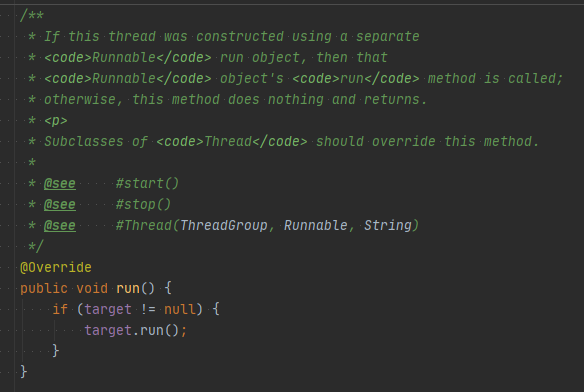 /**
 * If this thread was constructed using a separate
 * <code>Runnable</code> run object, then that
 * <code>Runnable</code> object's <code>run</code> method is called;
 * otherwise, this method does nothing and returns.
 * <p>
 * Subclasses of <code>Thread</code> should override this method.
 *
 * @see     #start()
 * @see     #stop()
 * @see     #Thread(ThreadGroup, Runnable, String)
 */
@Override
public void run() {
    if (target != null) {
        target.run();
    }
}